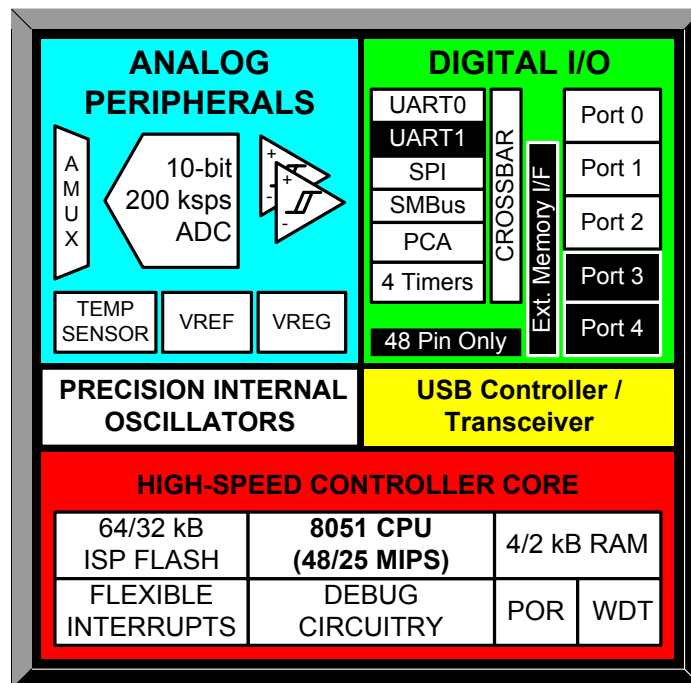 ANALOG
PERIPHERALS
A
M
U
X
10-bit
200 ksps
ADC
+
-
+
-
TEMP
SENSOR
VREF
VREG
DIGITAL I/O
UART0
UART1
SPI
SMBus
PCA
4 Timers
CROSSBAR
Ext. Memory I/F
Port 0
Port 1
Port 2
Port 3
Port 4
48 Pin Only
PRECISION INTERNAL
OSCILLATORS
USB Controller /
Transceiver
HIGH-SPEED CONTROLLER CORE
64/32 kB
ISP FLASH
8051 CPU
(48/25 MIPS)
4/2 kB RAM
FLEXIBLE
INTERRUPTS
DEBUG
CIRCUITRY
POR
WDT